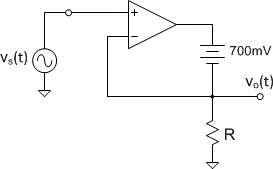 +
−
700mV
vs(t)
vo(t)
R